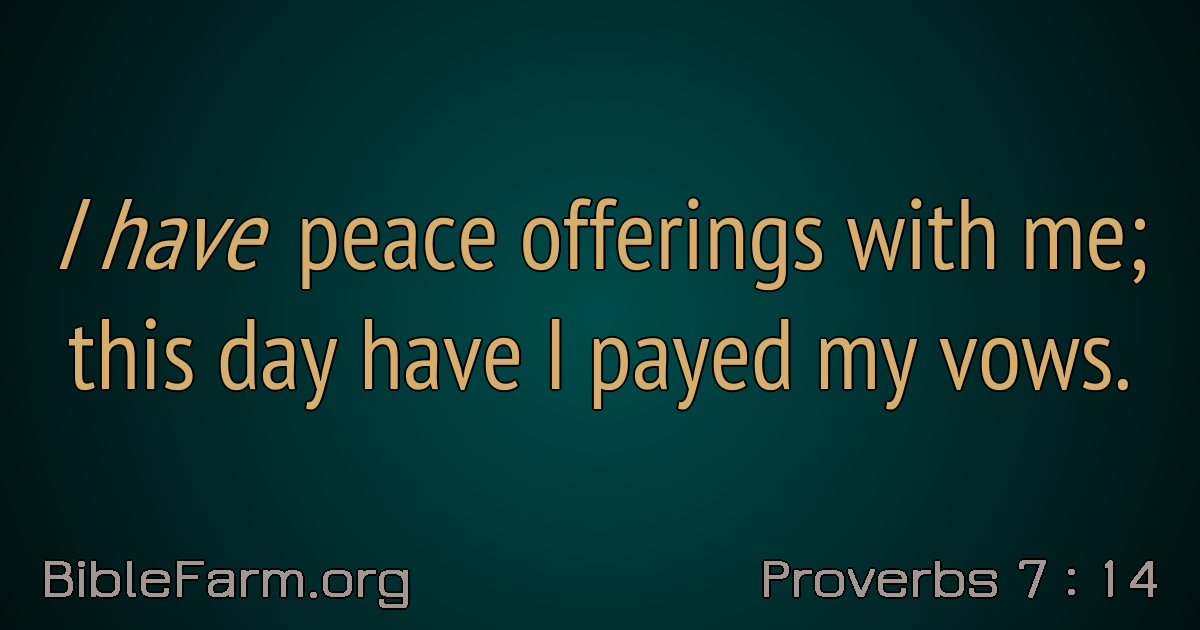 I have peace offerings with me;
this day have I payed my vows.
BibleFarm.org
Proverbs 7 : 14